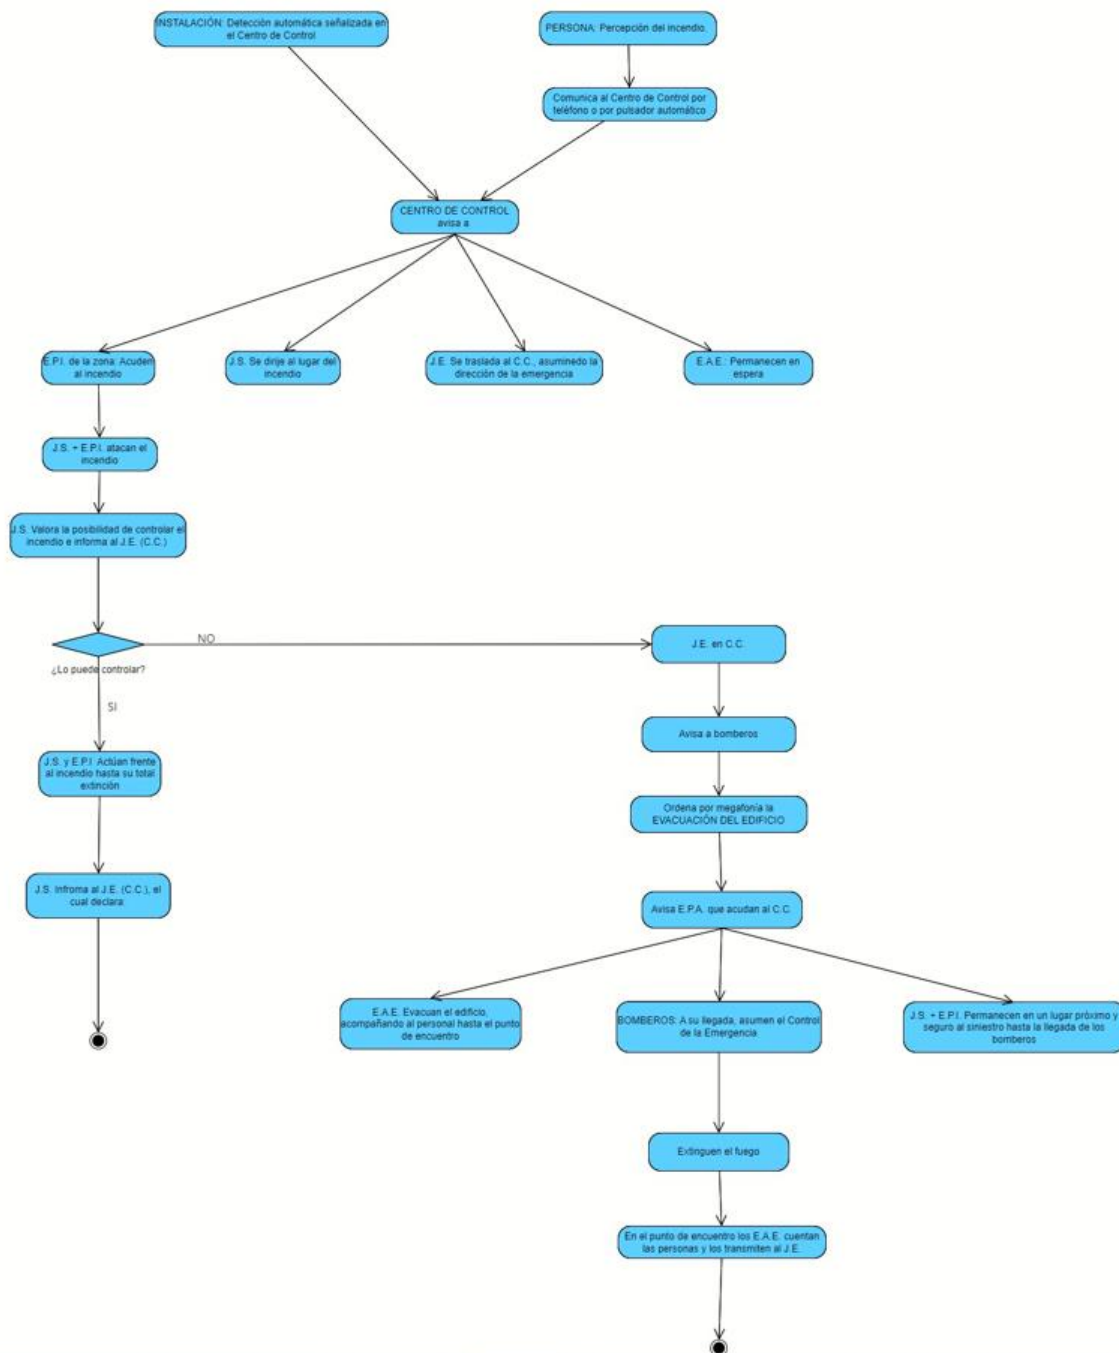 INSTALACIÓN: Detección automática señalizada en
el Centro de Control
PERSONA: Percepción del incendio.
Comunica al Centro de Control por
teléfono o por pulsador automático
CENTRO DE CONTROL
avisa a
E.P.I. de la zona: Acuden
al incendio
J.S. Se dirije al lugar del
incendio
J.E. Se traslada al C.C., asuminedo la
dirección de la emergencia
E.A.E.: Permanecen en
espera
J.S. + E.P.I. atacan el
incendio
J.S. Valora la posibilidad de controlar el
incendio e informa al J.E. (C.C.)
NO
¿Lo puede controlar?
SI
J.E. en C.C.
Avisa a bomberos
J.S. y E.P.I Actúan frente
al incendio hasta su total
extinción
Ordena por megafonía la
EVACUACIÓN DEL EDIFICIO
J.S. Infroma al J.E. (C.C.), el
cual declara:
Avisa E.P.A. que acudan al C.C.
E.A.E. Evacuan el edificio,
acompañando al personal hasta el punto
de encuentro
BOMBEROS: A su llegada, asumen el Control
de la Emergencia
J.S. + E.P.I. Permanecen en un lugar próximo y
seguro al siniestro hasta la llegada de los
bomberos
Extinguen el fuego
En el punto de encuentro los E.A.E. cuentan
las personas y los transmiten al J.E.